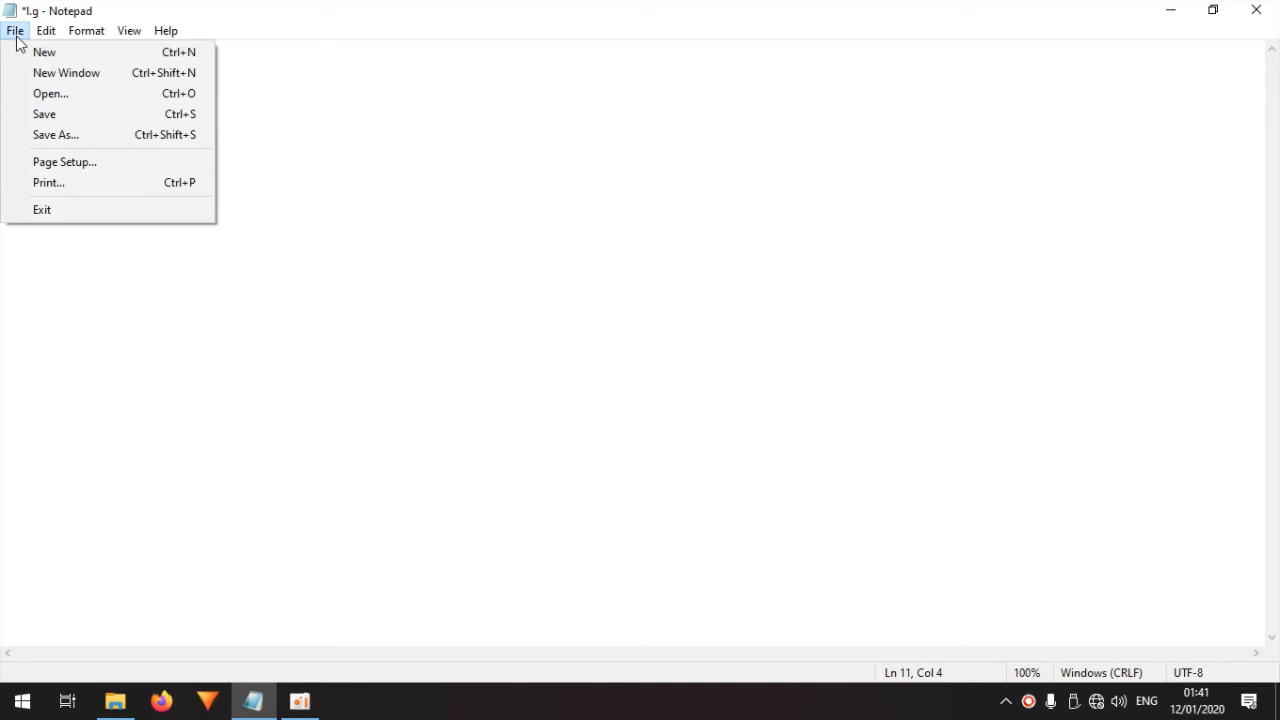 *l.g - Notepad
File Edit Format View Help
New Ctrl+N
New Window Ctrl+Shift+N
Open... Ctrl+O
Save Ctrl+S
Save As... Ctrl+Shift+S
Page Setup...
Print... Ctrl+P
Exit
Ln 11, Col 4 100% Windows (CRLF) UTF-8
ENG 01:41
12/01/2020